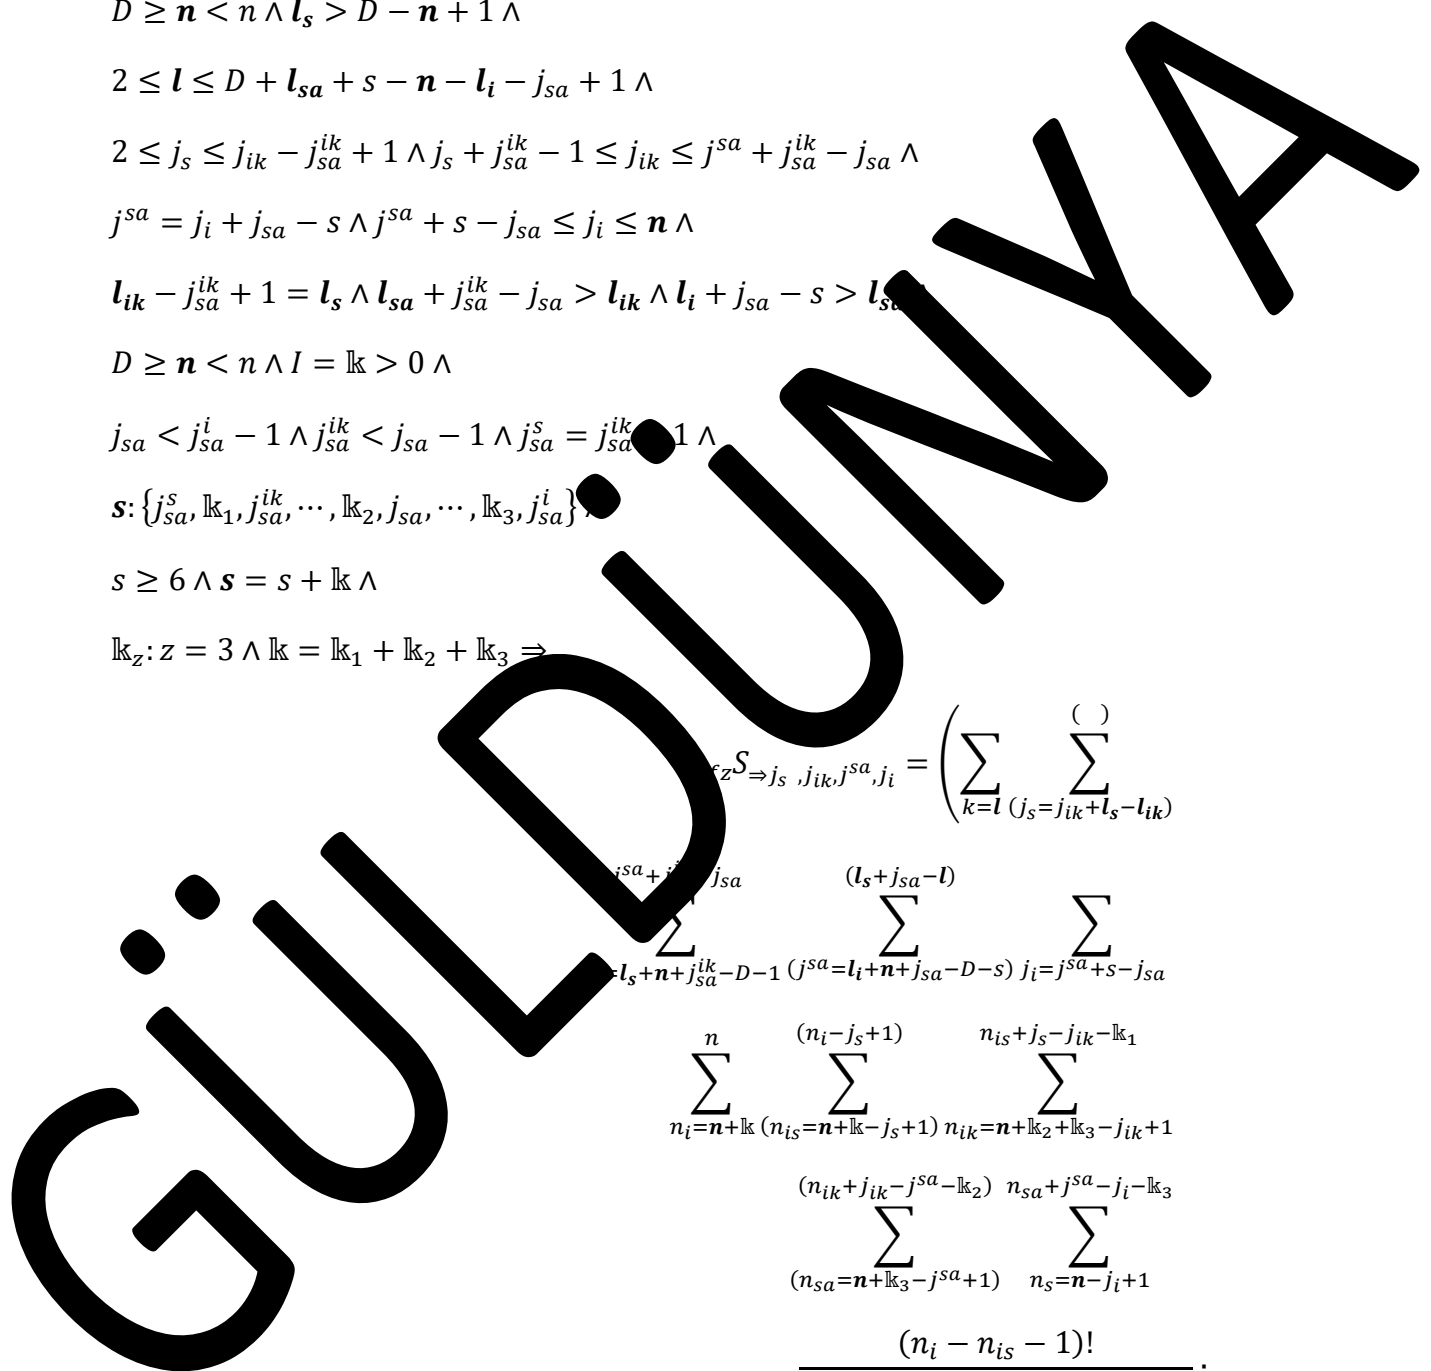 D ≥ n < n ∧ l_s > D − n + 1 ∧
2 ≤ l ≤ D + l_sa + s − n − l_i − j_sa + 1 ∧
2 ≤ j_s ≤ j_ik − j_sa^ik + 1 ∧ j_s + j_sa^ik − 1 ≤ j_ik ≤ j^sa + j_sa^ik − j_sa ∧
j^sa = j_i + j_sa − s ∧ j^sa + s − j_sa ≤ j_i ≤ n ∧
l_ik − j_sa^ik + 1 = l_s ∧ l_sa + j_sa^ik − j_sa > l_ik ∧ l_i + j_sa − s >
D ≥ n < n ∧ I = 𝕜 > 0 ∧
j_sa < j_sa^i − 1 ∧ j_sa^ik < j_sa − 1 ∧ j_sa^s = j_sa^ik 1 ∧
s: {j_sa^s, 𝕜_1, j_sa^ik, ⋯, 𝕜_2, j_sa, ⋯, 𝕜_3, j_sa^i}
s ≥ 6 ∧ s = s + 𝕜 ∧
𝕜_z: z = 3 ∧ 𝕜 = 𝕜_1 + 𝕜_2 + 𝕜_3 ⇒
S_{⇒j_s ,j_ik,j^sa,j_i} = ( ∑_{k=l} ∑_{(j_s=j_ik+l_s−l_ik)}^{( )}
∑_{=l_s+n+j_sa^ik−D−1} ∑_{(j^sa=l_i+n+j_sa−D−s)}^{(l_s+j_sa−l)} ∑_{j_i=j^sa+s−j_sa}
∑_{n_i=n+𝕜}^{n} ∑_{(n_is=n+𝕜−j_s+1)}^{(n_i−j_s+1)} ∑_{n_ik=n+𝕜_2+𝕜_3−j_ik+1}^{n_is+j_s−j_ik−𝕜_1}
∑_{(n_sa=n+𝕜_3−j^sa+1)}^{(n_ik+j_ik−j^sa−𝕜_2)} ∑_{n_s=n−j_i+1}^{n_sa+j^sa−j_i−𝕜_3}
(n_i − n_is − 1)! ·
GÜLDÜNYA